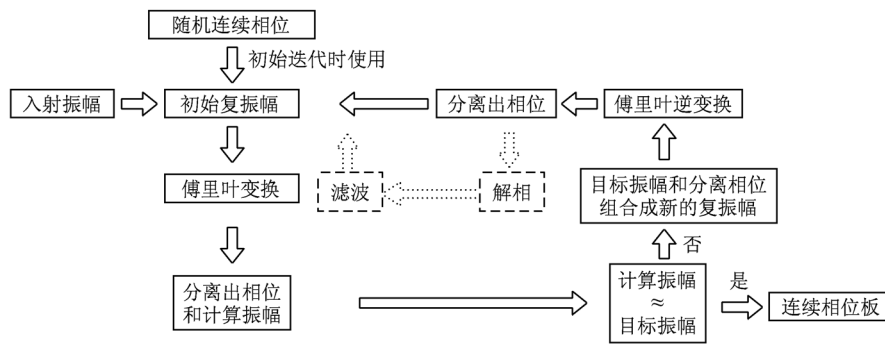 随机连续相位
初始迭代时使用
入射振幅
初始复振幅
分离出相位
傅里叶逆变换
傅里叶变换
滤波
解相
目标振幅和分离相位
组合成新的复振幅
否
分离出相位
和计算振幅
计算振幅
≈
目标振幅
是
连续相位板